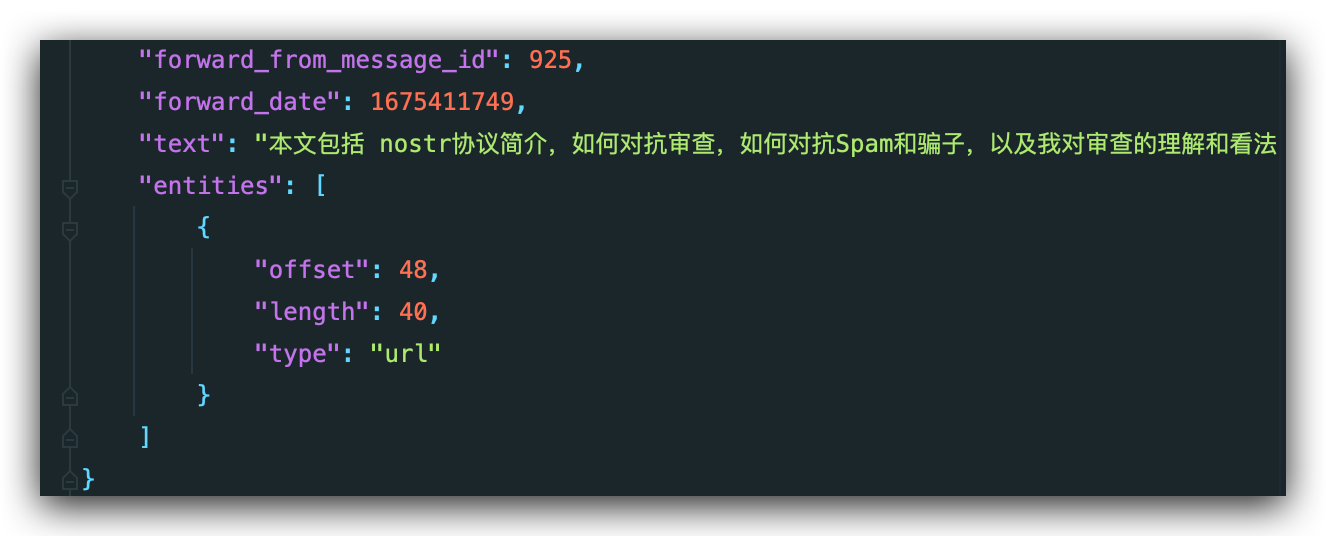 "forward_from_message_id": 925,
"forward_date": 1675411749,
"text": "本文包括 nostr协议简介，如何对抗审查，如何对抗Spam和骗子，以及我对审查的理解和看法
"entities": [
{
"offset": 48,
"length": 40,
"type": "url"
}
]
}